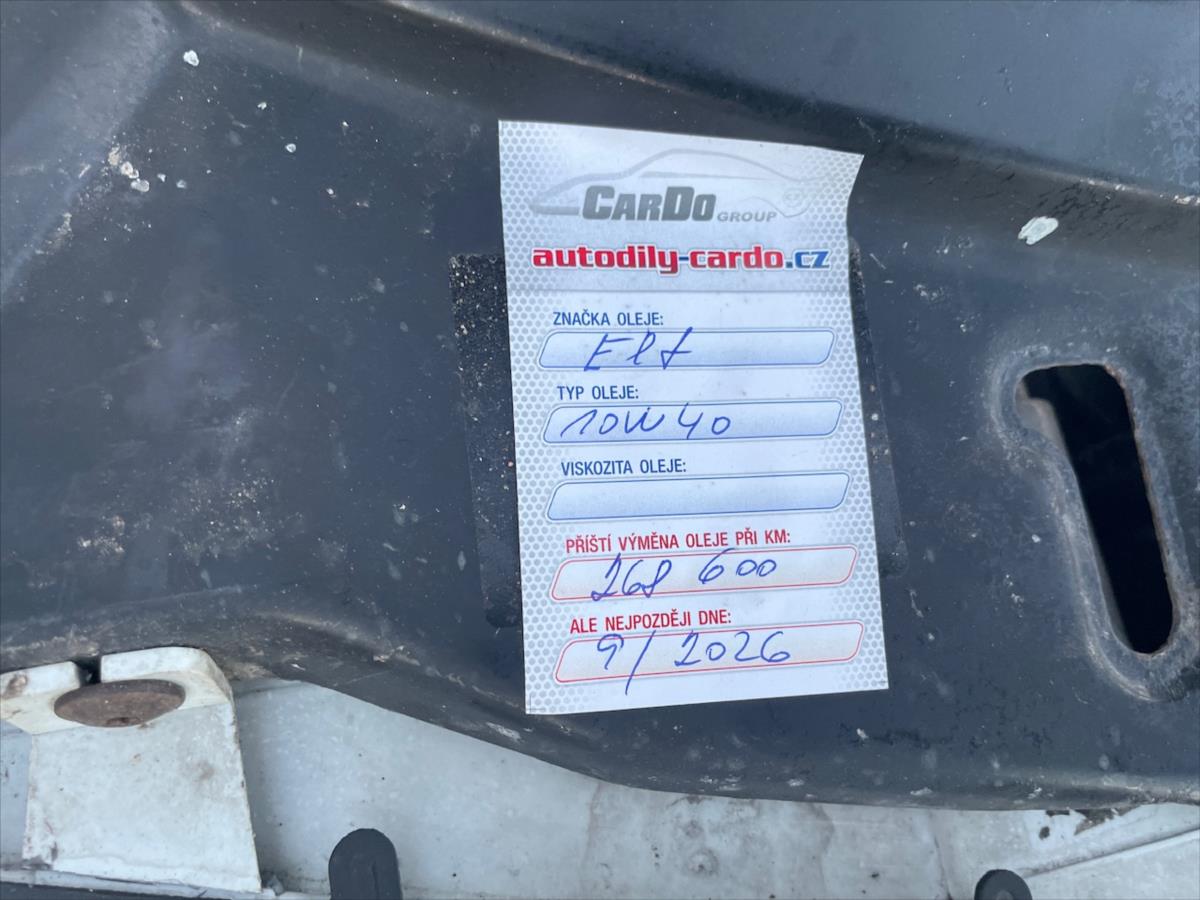 CARDO GROUP
autodily-cardo.cz
ZNAČKA OLEJE:
Elf
TYP OLEJE:
10W40
VISKOZITA OLEJE:
PŘÍŠTÍ VÝMĚNA OLEJE PŘI KM:
268 600
ALE NEJPOZDĚJI DNE:
9/2026